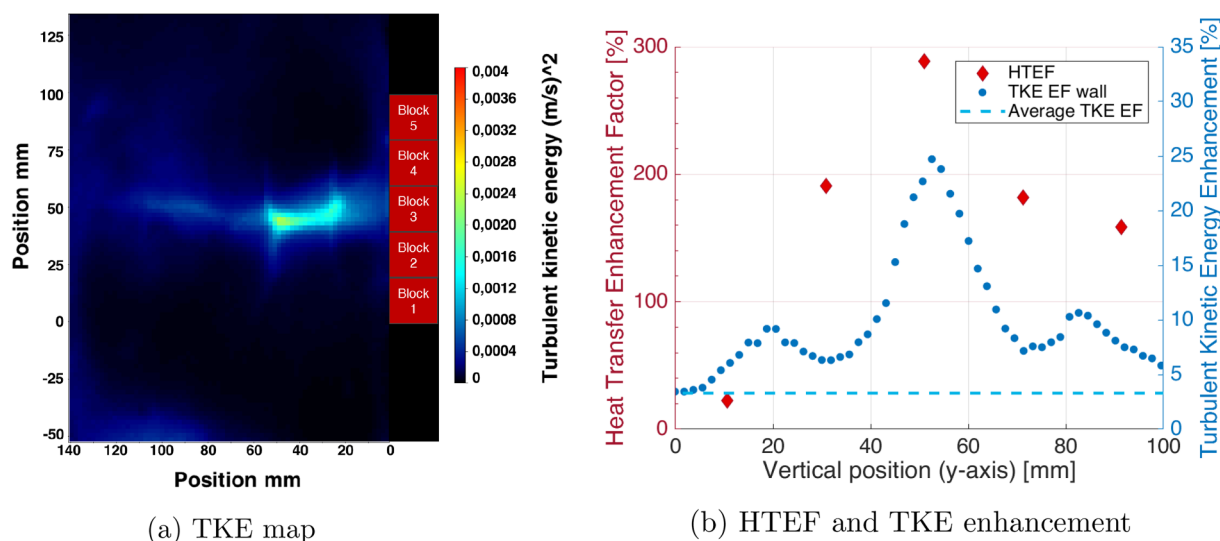 125
100
75
50
25
0
-25
-50
Position mm
140 120 100 80 60 40 20 0
Position mm
Block
5
Block
4
Block
3
Block
2
Block
1
0,004
0,0036
0,0028
0,0024
0,0020
0,0016
0,0012
0,0008
0,0004
0
Turbulent kinetic energy (m/s)^2
(a) TKE map
Heat Transfer Enhancement Factor [%]
300
200
100
0
HTEF
TKE EF wall
Average TKE EF
35
30
25
20
15
10
5
0
Turbulent Kinetic Energy Enhancement [%]
0 20 40 60 80 100
Vertical position (y-axis) [mm]
(b) HTEF and TKE enhancement